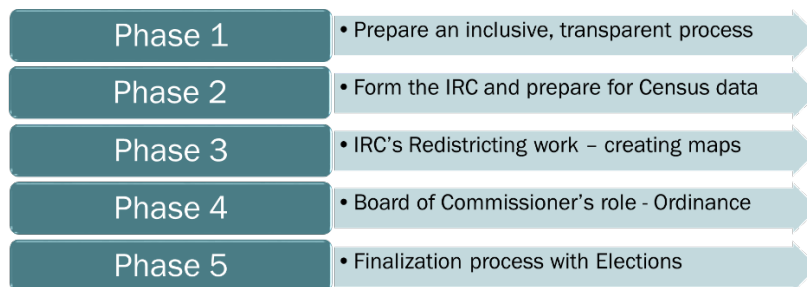 Phase 1
• Prepare an inclusive, transparent process
Phase 2
• Form the IRC and prepare for Census data
Phase 3
• IRC's Redistricting work – creating maps
Phase 4
• Board of Commissioner's role - Ordinance
Phase 5
• Finalization process with Elections